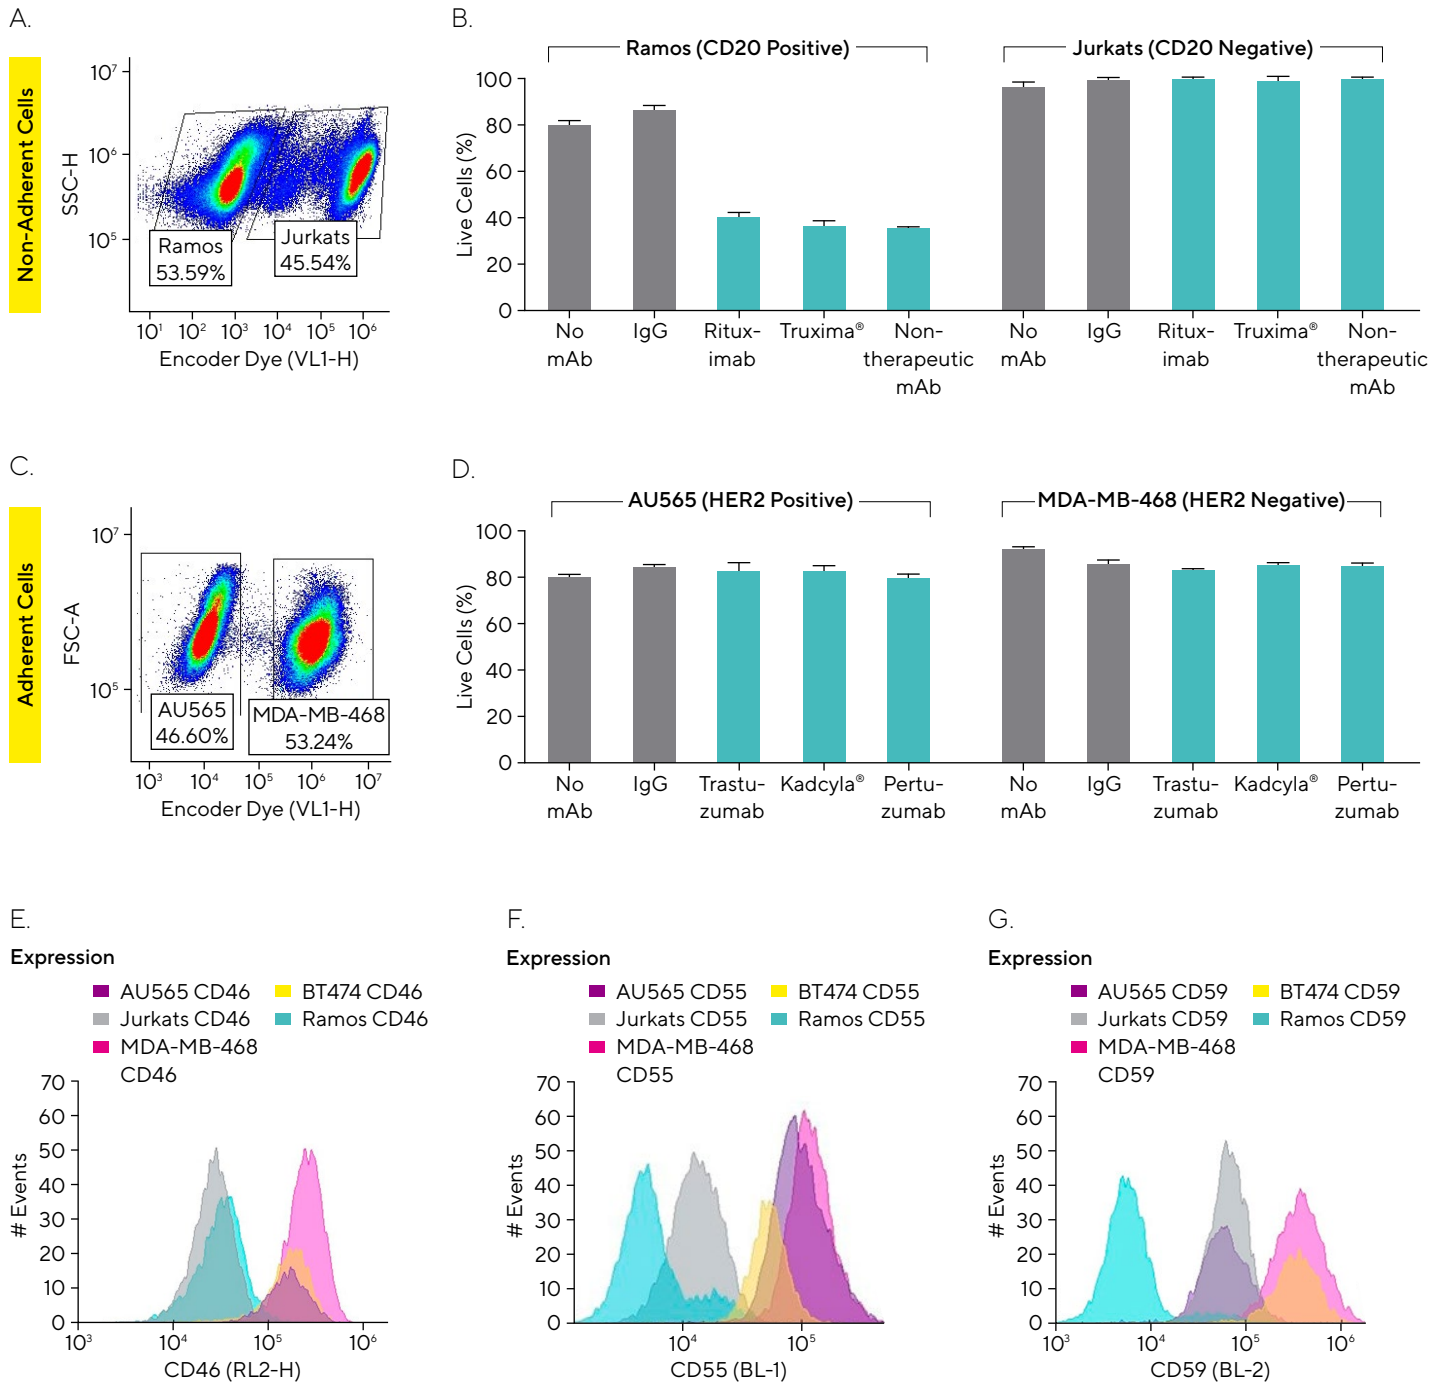 A.
Non-Adherent Cells
SSC-H
10⁷
10⁶
10⁵
Ramos
53.59%
Jurkats
45.54%
10¹ 10² 10³ 10⁴ 10⁵ 10⁶
Encoder Dye (VL1-H)
B.
Ramos (CD20 Positive)
Jurkats (CD20 Negative)
Live Cells (%)
100
80
60
40
20
0
No mAb
IgG
Ritux-
imab
Truxima®
Non-
therapeutic
mAb
No
mAb
IgG
Ritux-
imab
Truxima®
Non-
therapeutic
mAb
C.
Adherent Cells
FSC-A
10⁷
10⁵
AU565
46.60%
MDA-MB-468
53.24%
10³ 10⁴ 10⁵ 10⁶ 10⁷
Encoder Dye (VL1-H)
D.
AU565 (HER2 Positive)
MDA-MB-468 (HER2 Negative)
Live Cells (%)
100
80
60
40
20
0
No
mAb
IgG
Trastu-
zumab
Kadcyla®
Pertu-
zumab
No
mAb
IgG
Trastu-
zumab
Kadcyla®
Pertu-
zumab
E.
Expression
AU565 CD46 BT474 CD46
Jurkats CD46 Ramos CD46
MDA-MB-468
CD46
# Events
70
60
50
40
30
20
10
0
10³ 10⁴ 10⁵ 10⁶
CD46 (RL2-H)
F.
Expression
AU565 CD55 BT474 CD55
Jurkats CD55 Ramos CD55
MDA-MB-468
CD55
# Events
70
60
50
40
30
20
10
0
10⁴ 10⁵
CD55 (BL-1)
G.
Expression
AU565 CD59 BT474 CD59
Jurkats CD59 Ramos CD59
MDA-MB-468
CD59
# Events
70
60
50
40
30
20
10
0
10³ 10⁴ 10⁵ 10⁶
CD59 (BL-2)